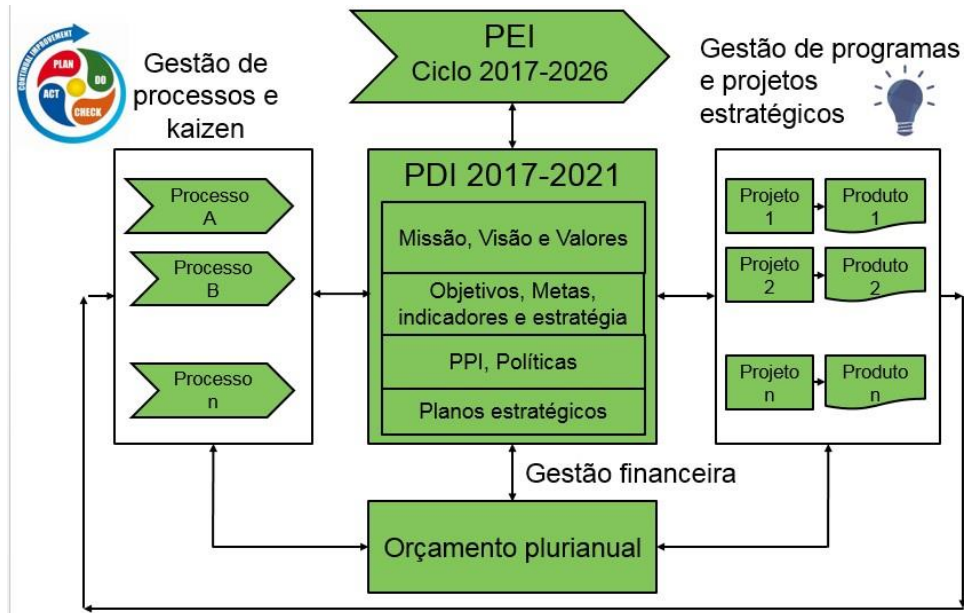 CONTINUAL IMPROVEMENT
PLAN
DO
CHECK
ACT
Gestão de
processos e
kaizen
PEI
Ciclo 2017-2026
Gestão de programas
e projetos
estratégicos
Processo
A
Processo
B
Processo
n
PDI 2017-2021
Missão, Visão e Valores
Objetivos, Metas,
indicadores e estratégia
PPI, Políticas
Planos estratégicos
Projeto
1
Produto
1
Projeto
2
Produto
2
Projeto
n
Produto
n
Gestão financeira
Orçamento plurianual